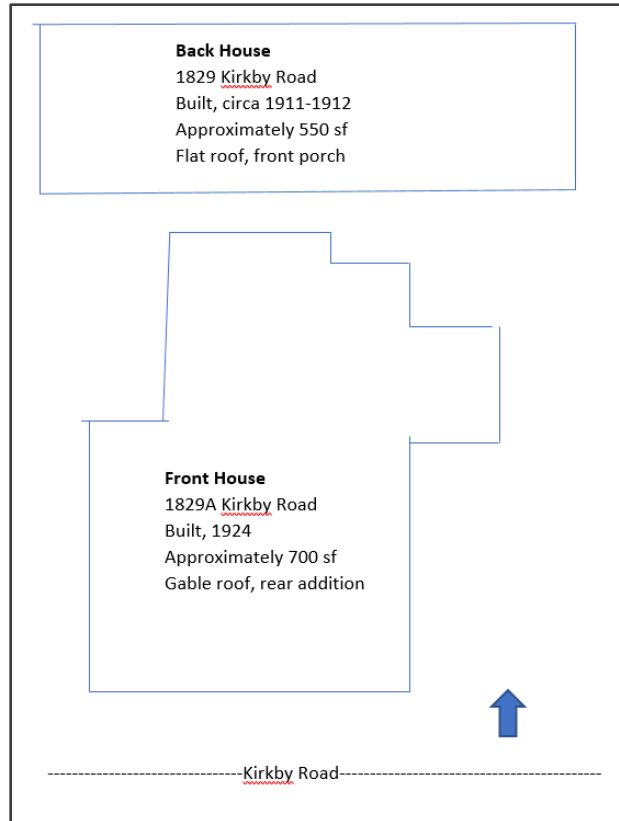 Back House
1829 Kirkby Road
Built, circa 1911-1912
Approximately 550 sf
Flat roof, front porch
Front House
1829A Kirkby Road
Built, 1924
Approximately 700 sf
Gable roof, rear addition
--------------------------------Kirkby Road-------------------------------------------